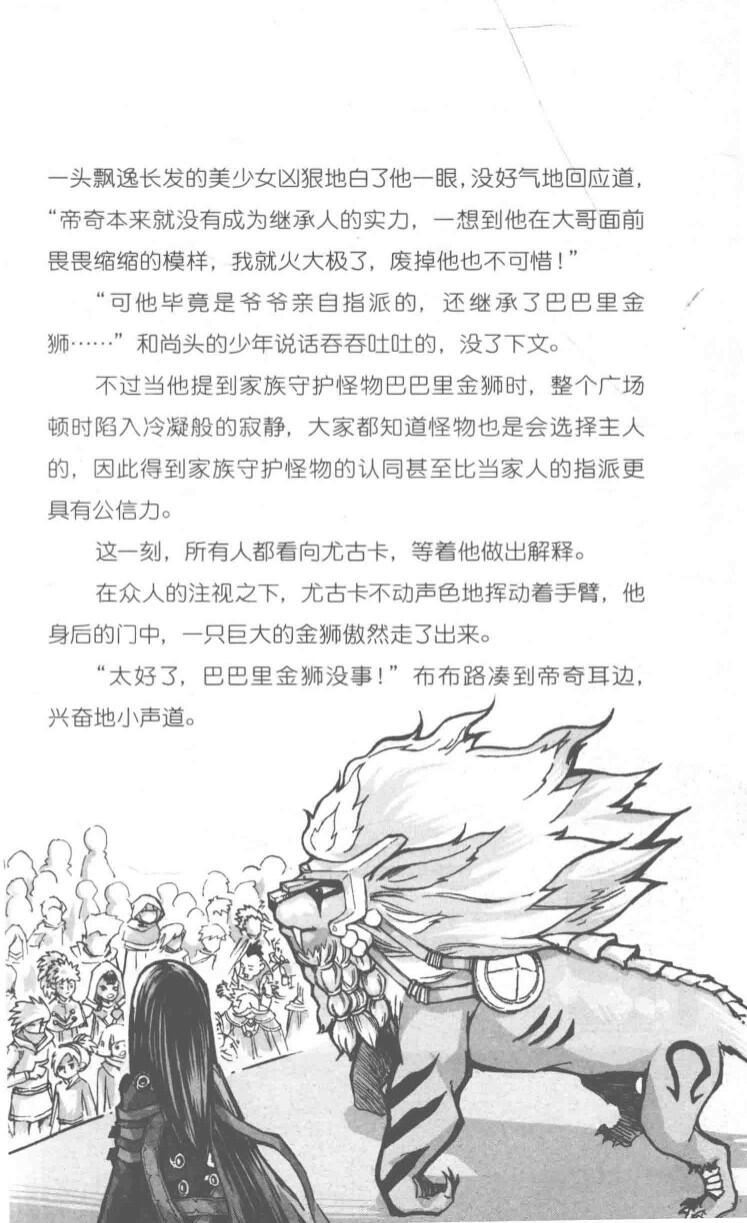 一头飘逸长发的美少女凶狠地白了他一眼，没好气地回应道，
“帝奇本来就没有成为继承人的实力，一想到他在大哥面前
畏畏缩缩的模样，我就火大极了，废掉他也不可惜！”
“可他毕竟是爷爷亲自指派的，还继承了巴巴里金
狮……”和尚头的少年说话吞吞吐吐的，没了下文。
不过当他提到家族守护怪物巴巴里金狮时，整个广场
顿时陷入冷凝般的寂静，大家都知道怪物也是会选择主人
的，因此得到家族守护怪物的认同甚至比当家人的指派更
具有公信力。
这一刻，所有人都看向尤古卡，等着他做出解释。
在众人的注视之下，尤古卡不动声色地挥动着手臂，他
身后的门中，一只巨大的金狮傲然走了出来。
“太好了，巴巴里金狮没事！”布布路凑到帝奇耳边，
兴奋地小声道。